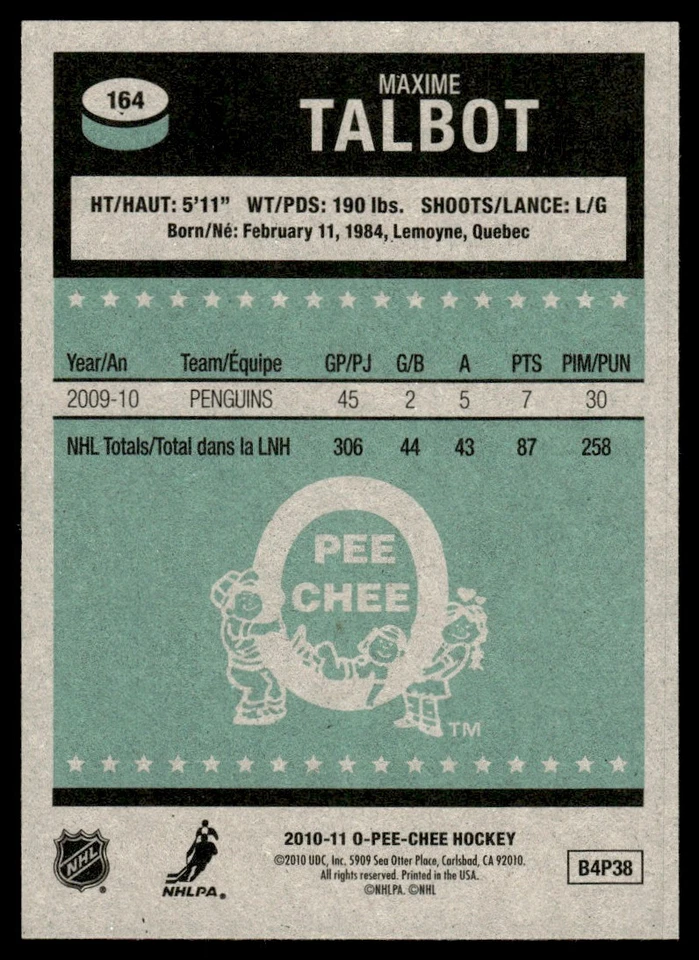 164
MAXIME
TALBOT
HT/HAUT: 5'11" WT/PDS: 190 lbs. SHOOTS/LANCE: L/G
Born/Né: February 11, 1984, Lemoyne, Quebec
Year/An Team/Équipe GP/PJ G/B A PTS PIM/PUN
2009-10 PENGUINS 45 2 5 7 30
NHL Totals/Total dans la LNH 306 44 43 87 258
PEE
CHEE
TM
NHL
®
NHLPA®
2010-11 O-PEE-CHEE HOCKEY
©2010 UDC, Inc. 5909 Sea Otter Place, Carlsbad, CA 92010.
All rights reserved. Printed in the USA.
©NHLPA. ©NHL
B4P38